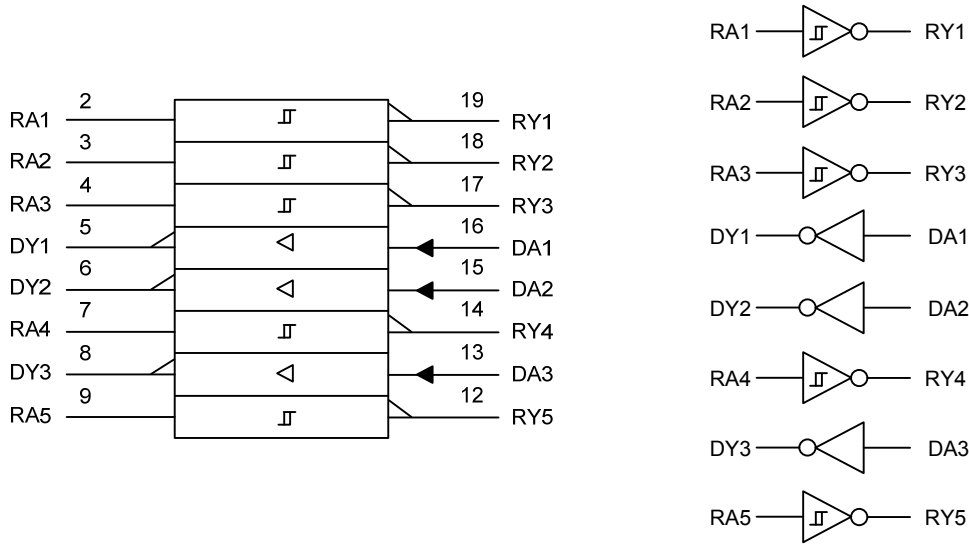 RA1 2 19 RY1
RA2 3 18 RY2
RA3 4 17 RY3
DY1 5 16 DA1
DY2 6 15 DA2
RA4 7 14 RY4
DY3 8 13 DA3
RA5 9 12 RY5
RA1 RY1
RA2 RY2
RA3 RY3
DY1 DA1
DY2 DA2
RA4 RY4
DY3 DA3
RA5 RY5